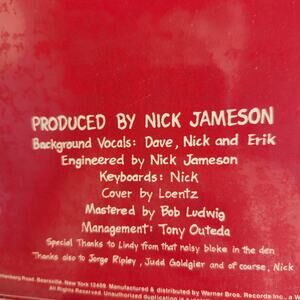 PRODUCED BY NICK JAMESON
Background Vocals: Dave, Nick and Erik
Engineered by Nick Jameson
Keyboards: Nick
Cover by Loentz
Mastered by Bob Ludwig
Management: Tony Outeda
Special Thanks to Lindy from that noisy bloke in the den
Thanks also to Jorge Ripley, Judd Goldgier and of course, Nick
Road, Bearsville, New York 12409. Manufactured & distributed by Warner Bros. Records Inc.,
All Rights Reserved. Unauthorized duplication is a